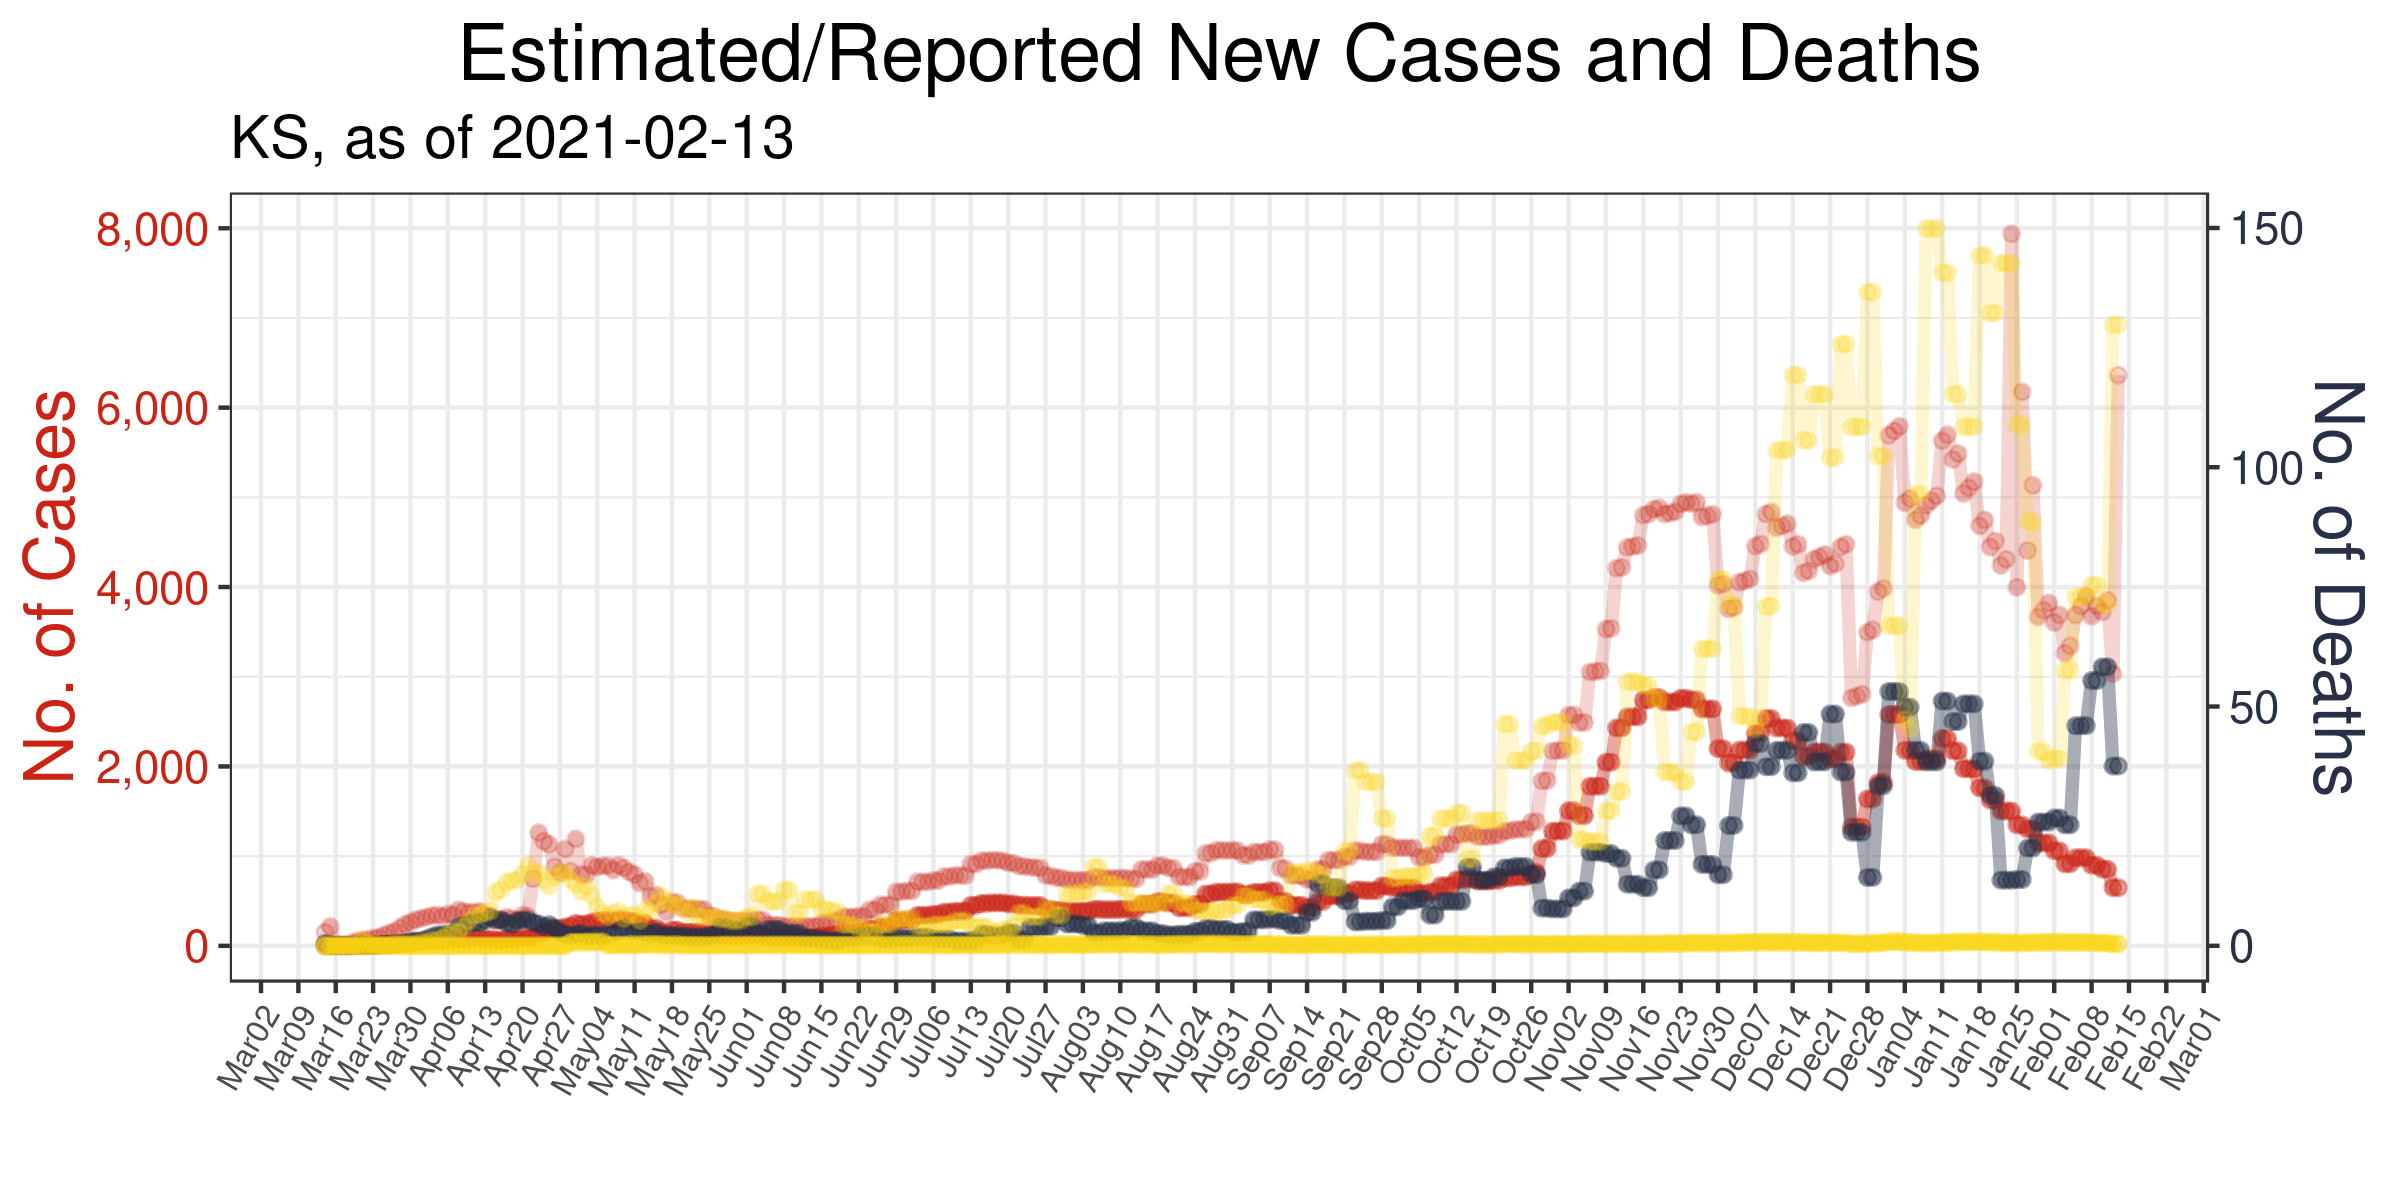 Estimated/Reported New Cases and Deaths
KS, as of 2021-02-13
No. of Cases
8,000
6,000
4,000
2,000
0
150
100
50
0
No. of Deaths
Mar02
Mar09
Mar16
Mar23
Mar30
Apr06
Apr13
Apr20
Apr27
May04
May11
May18
May25
Jun01
Jun08
Jun15
Jun22
Jun29
Jul06
Jul13
Jul20
Jul27
Aug03
Aug10
Aug17
Aug24
Aug31
Sep07
Sep14
Sep21
Sep28
Oct05
Oct12
Oct19
Oct26
Nov02
Nov09
Nov16
Nov23
Nov30
Dec07
Dec14
Dec21
Dec28
Jan04
Jan11
Jan18
Jan25
Feb01
Feb08
Feb15
Feb22
Mar01